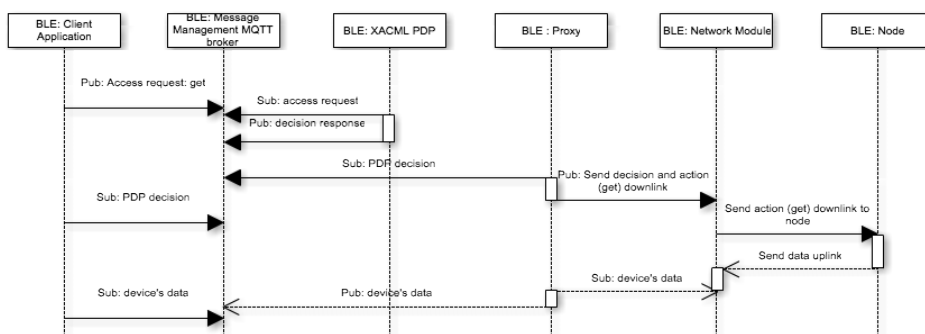 BLE: Client
Application
BLE: Message
Management MQTT
broker
BLE: XACML PDP
BLE : Proxy
BLE: Network Module
BLE: Node
Pub: Access request: get
Sub: access request
Pub: decision response
Sub: PDP decision
Pub: Send decision and action
(get) downlink
Sub: PDP decision
Send action (get) downlink to
node
Send data uplink
Sub: device's data
Sub: device's data
Pub: device's data